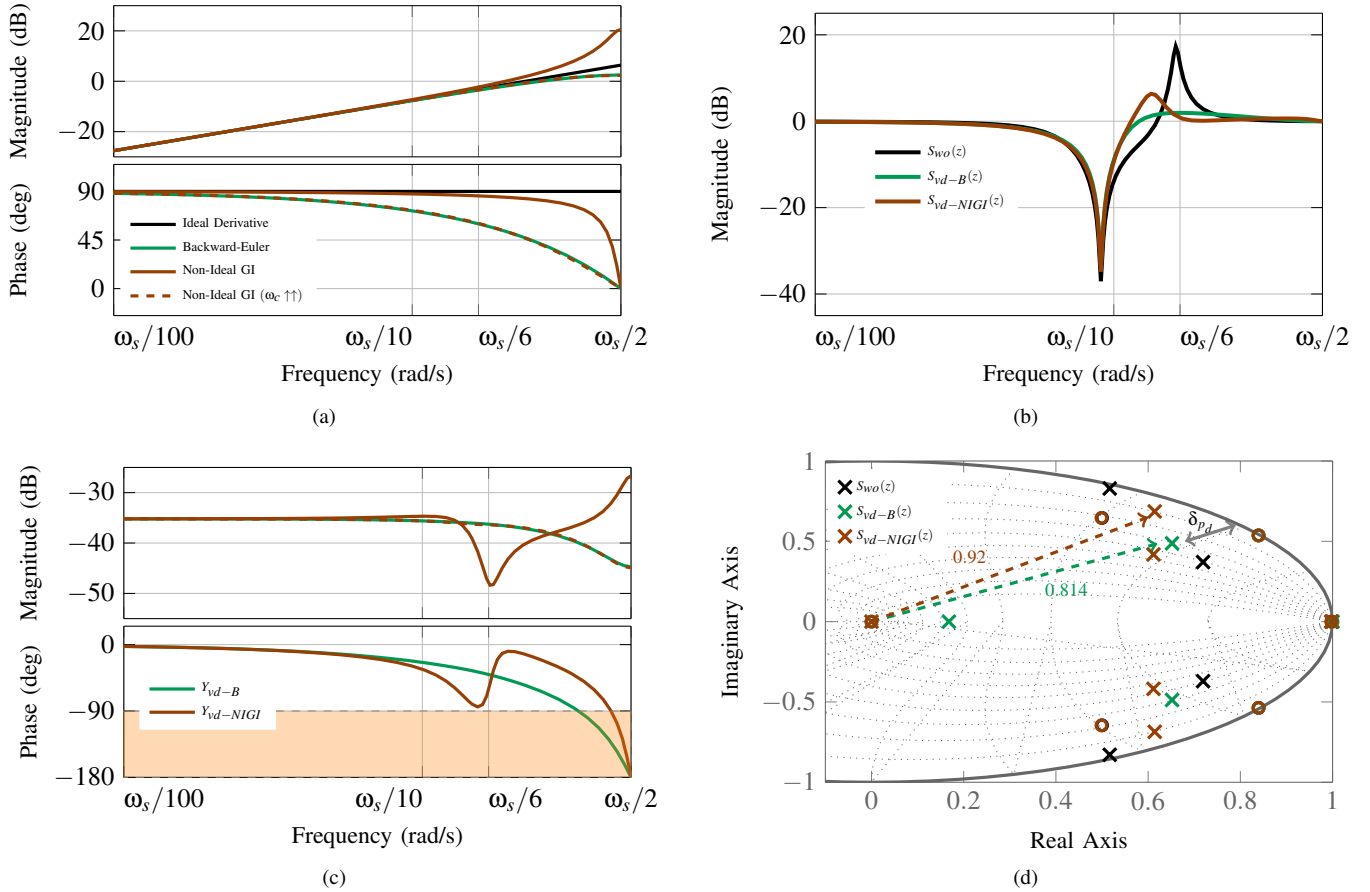 Magnitude (dB)
20
0
−20
Phase (deg)
90
45
0
Ideal Derivative
Backward-Euler
Non-Ideal GI
Non-Ideal GI (ω_c ↑↑)
ω_s/100
ω_s/10
ω_s/6
ω_s/2
Frequency (rad/s)
(a)
Magnitude (dB)
20
0
−20
−40
S_wo(z)
S_vd−B(z)
S_vd−NIGI(z)
ω_s/100
ω_s/10
ω_s/6
ω_s/2
Frequency (rad/s)
(b)
Magnitude (dB)
−30
−40
−50
Phase (deg)
0
−90
−180
Y_vd−B
Y_vd−NIGI
ω_s/100
ω_s/10
ω_s/6
ω_s/2
Frequency (rad/s)
(c)
Imaginary Axis
1
0.5
0
−0.5
−1
S_wo(z)
S_vd−B(z)
S_vd−NIGI(z)
δ_p_d
0.92
0.814
0
0.2
0.4
0.6
0.8
1
Real Axis
(d)